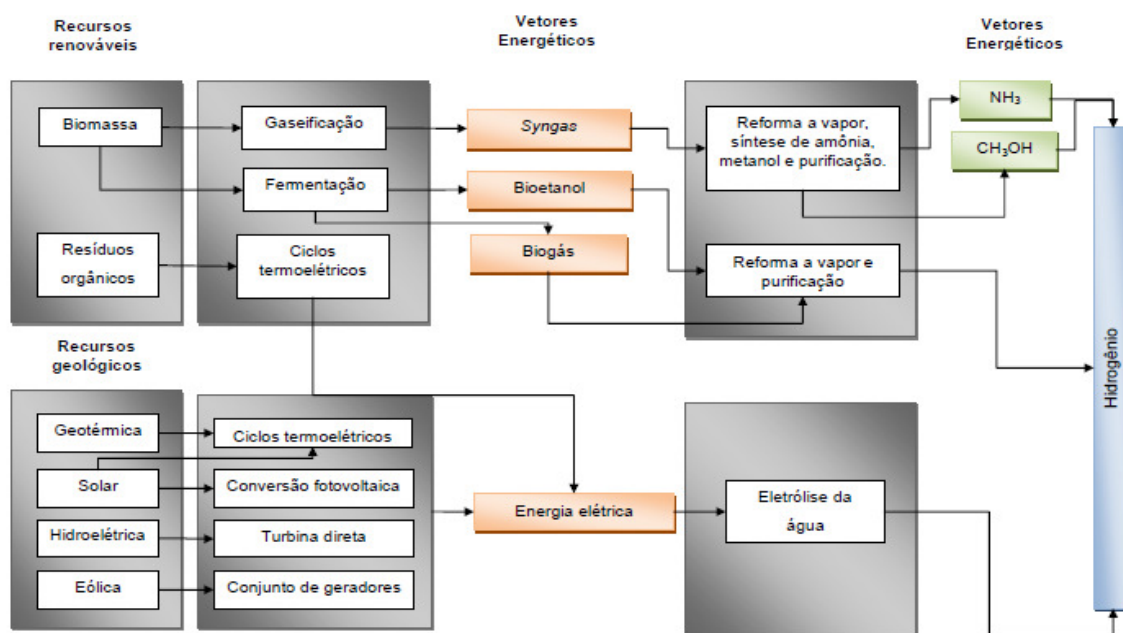 Recursos
renováveis
Vetores
Energéticos
Vetores
Energéticos
Biomassa
Gaseificação
Syngas
Reforma a vapor,
síntese de amônia,
metanol e purificação.
NH₃
CH₃OH
Fermentação
Bioetanol
Resíduos
orgânicos
Ciclos
termoelétricos
Biogás
Reforma a vapor e
purificação
Hidrogênio
Recursos
geológicos
Geotérmica
Ciclos termoelétricos
Solar
Conversão fotovoltaica
Energia elétrica
Eletrólise da
água
Hidroelétrica
Turbina direta
Eólica
Conjunto de geradores